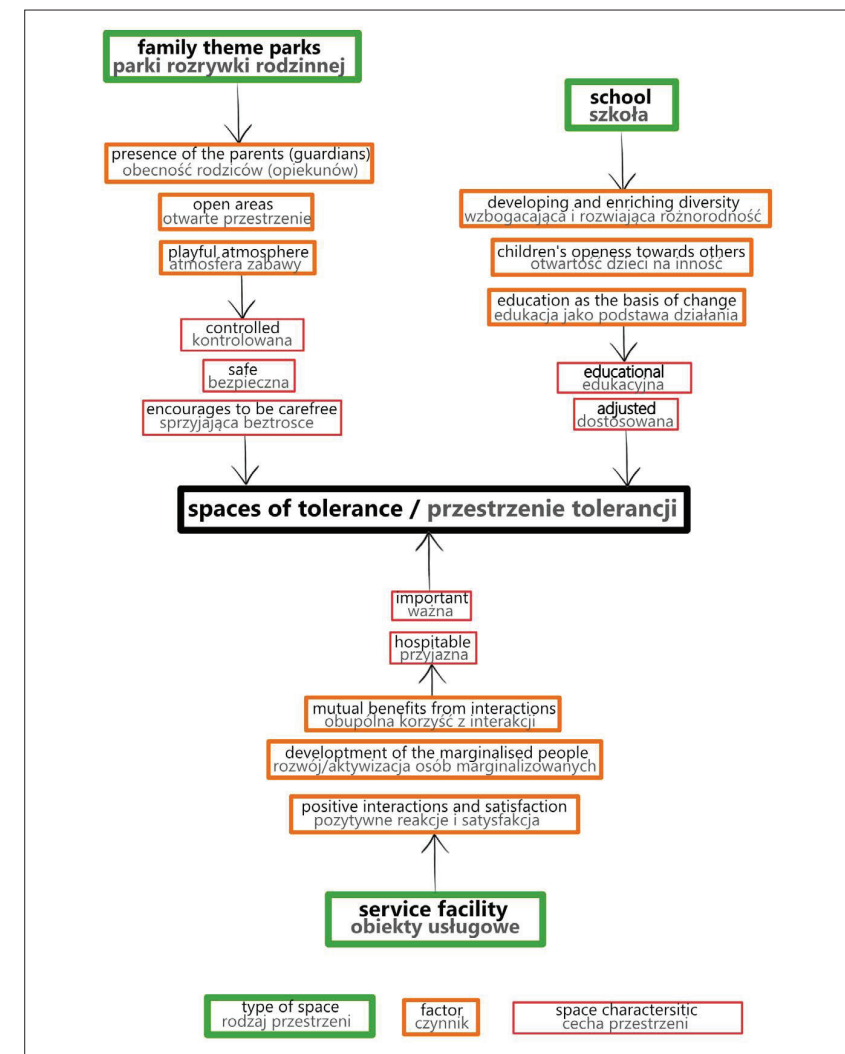 family theme parks
parki rozrywki rodzinnej
presence of the parents (guardians)
obecność rodziców (opiekunów)
open areas
otwarte przestrzenie
playful atmosphere
atmosfera zabawy
controlled
kontrolowana
safe
bezpieczna
encourages to be carefree
sprzyjająca beztrosce
school
szkoła
developing and enriching diversity
wzbogacająca i rozwiająca rożnorodność
children's openess towards others
otwartość dzieci na inność
education as the basis of change
edukacja jako podstawa działania
educational
edukacyjna
adjusted
dostosowana
spaces of tolerance / przestrzenie tolerancji
important
ważna
hospitable
przyjazna
mutual benefits from interactions
obupólna korzyść z interakcji
developtment of the marginalised people
rozwój/aktywizacja osób marginalizowanych
positive interactions and satisfaction
pozytywne reakcje i satysfakcja
service facility
obiekty usługowe
type of space
rodzaj przestrzeni
factor
czynnik
space charactersitic
cecha przestrzeni